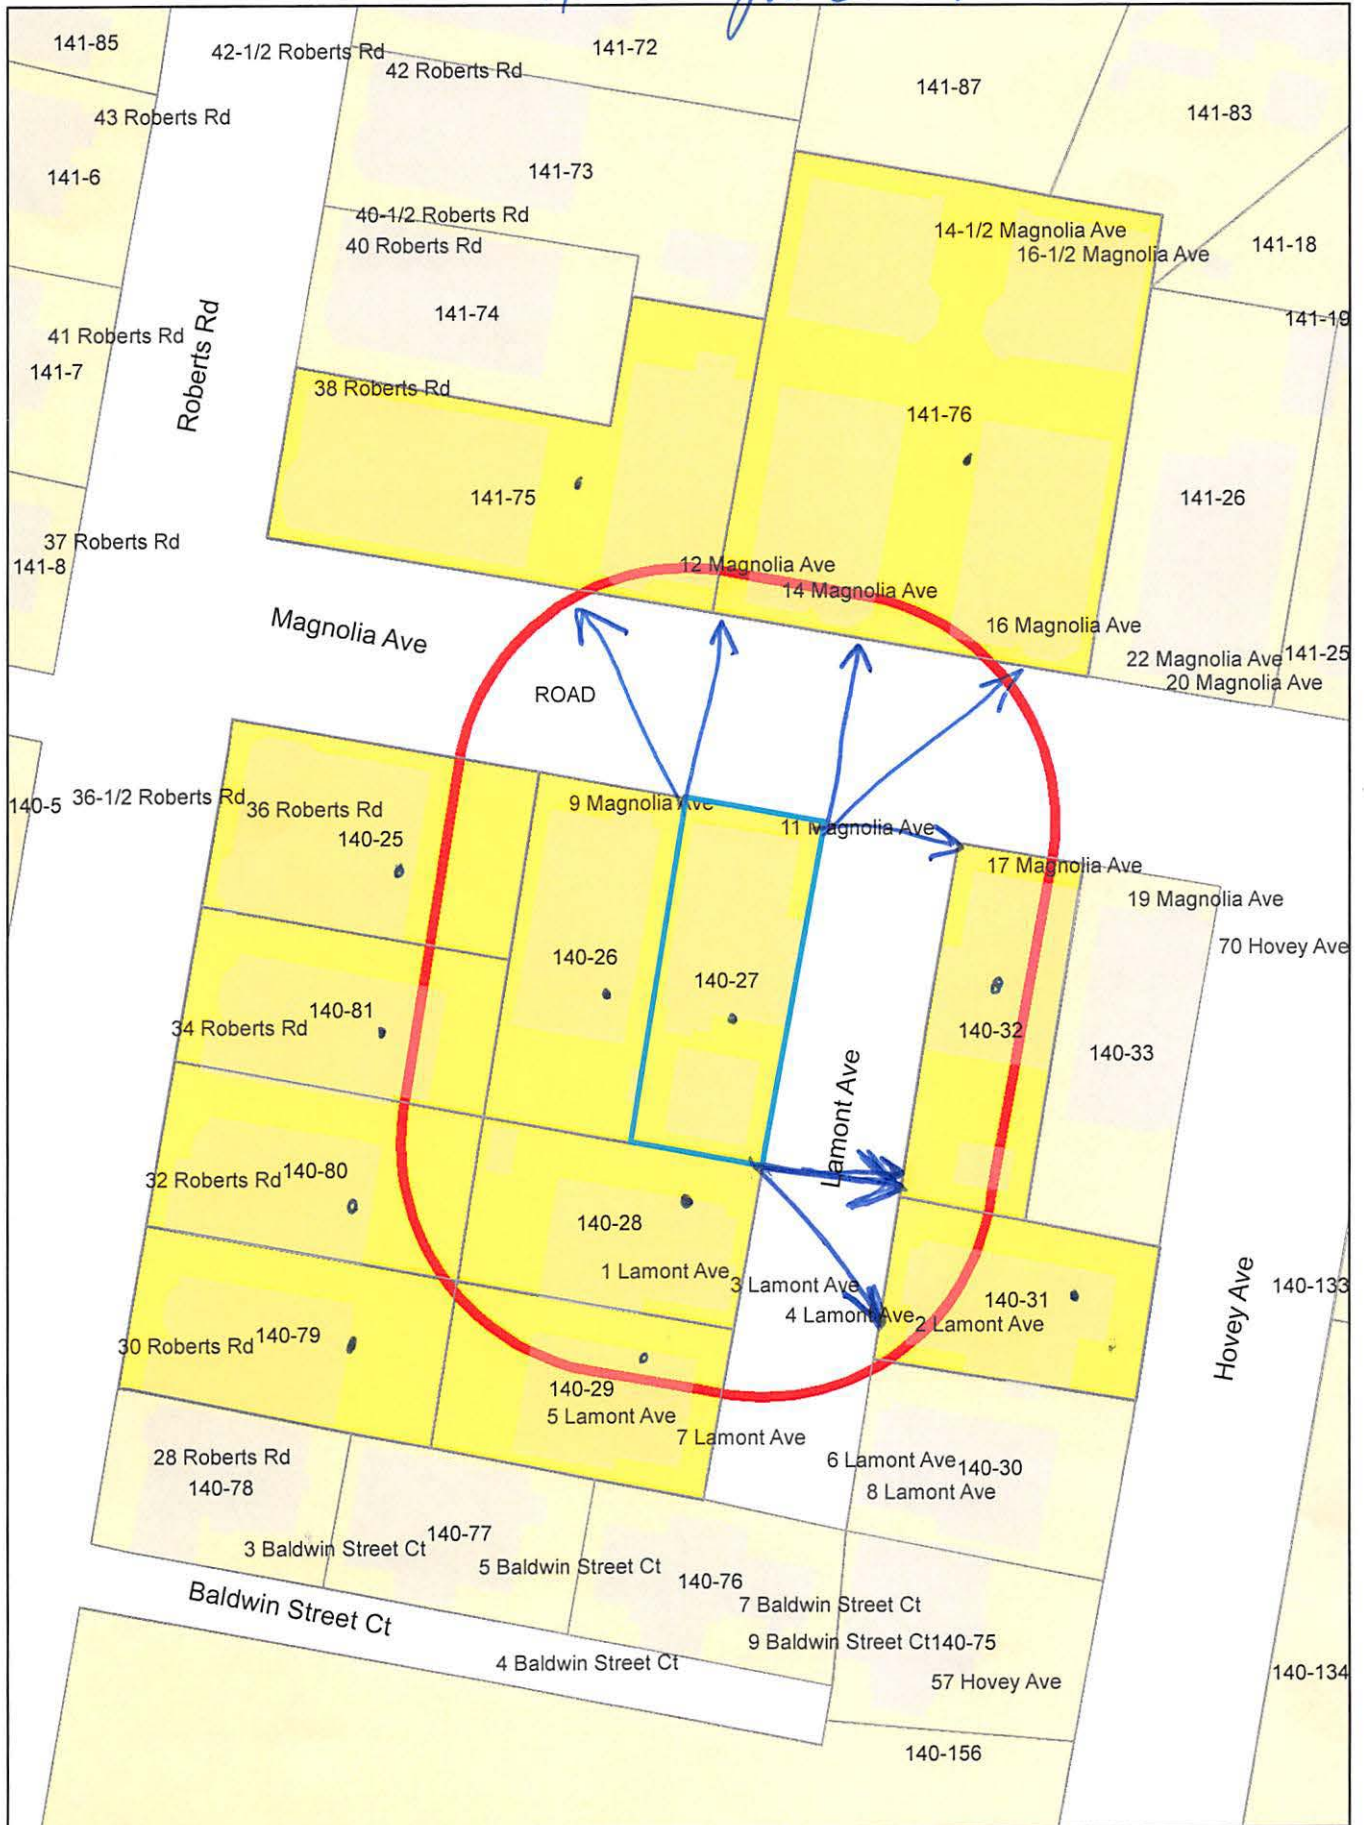 141-85
42-1/2 Roberts Rd
141-72
42 Roberts Rd
141-87
141-83
43 Roberts Rd
141-6
141-73
40-1/2 Roberts Rd
40 Roberts Rd
14-1/2 Magnolia Ave
16-1/2 Magnolia Ave
141-18
141-74
141-19
41 Roberts Rd
141-7
Roberts Rd
38 Roberts Rd
141-76
141-75
141-26
37 Roberts Rd
141-8
12 Magnolia Ave
14 Magnolia Ave
16 Magnolia Ave
Magnolia Ave
22 Magnolia Ave
141-25
20 Magnolia Ave
ROAD
140-5
36-1/2 Roberts Rd
36 Roberts Rd
9 Magnolia Ave
11 Magnolia Ave
140-25
17 Magnolia Ave
19 Magnolia Ave
70 Hovey Ave
140-26
140-27
140-81
34 Roberts Rd
140-32
140-33
Lamont Ave
32 Roberts Rd
140-80
140-28
1 Lamont Ave
3 Lamont Ave
140-133
140-31
4 Lamont Ave
2 Lamont Ave
Hovey Ave
30 Roberts Rd
140-79
140-29
5 Lamont Ave
7 Lamont Ave
28 Roberts Rd
140-78
6 Lamont Ave
140-30
8 Lamont Ave
140-77
3 Baldwin Street Ct
5 Baldwin Street Ct
140-76
Baldwin Street Ct
7 Baldwin Street Ct
9 Baldwin Street Ct
140-75
4 Baldwin Street Ct
57 Hovey Ave
140-134
140-156